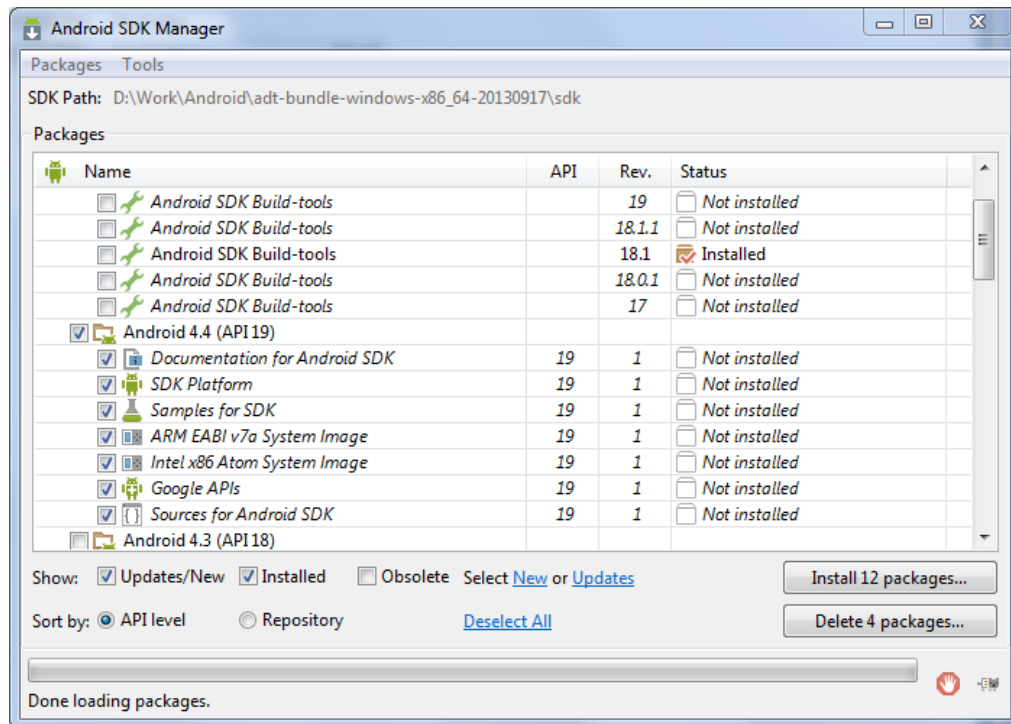 Android SDK Manager
Packages Tools
SDK Path: D:\Work\Android\adt-bundle-windows-x86_64-20130917\sdk
Packages
Name API Rev. Status
Android SDK Build-tools 19 Not installed
Android SDK Build-tools 18.1.1 Not installed
Android SDK Build-tools 18.1 Installed
Android SDK Build-tools 18.0.1 Not installed
Android SDK Build-tools 17 Not installed
Android 4.4 (API 19)
Documentation for Android SDK 19 1 Not installed
SDK Platform 19 1 Not installed
Samples for SDK 19 1 Not installed
ARM EABI v7a System Image 19 1 Not installed
Intel x86 Atom System Image 19 1 Not installed
Google APIs 19 1 Not installed
Sources for Android SDK 19 1 Not installed
Android 4.3 (API 18)
Show: Updates/New Installed Obsolete Select New or Updates Install 12 packages...
Sort by: API level Repository Deselect All Delete 4 packages...
Done loading packages.